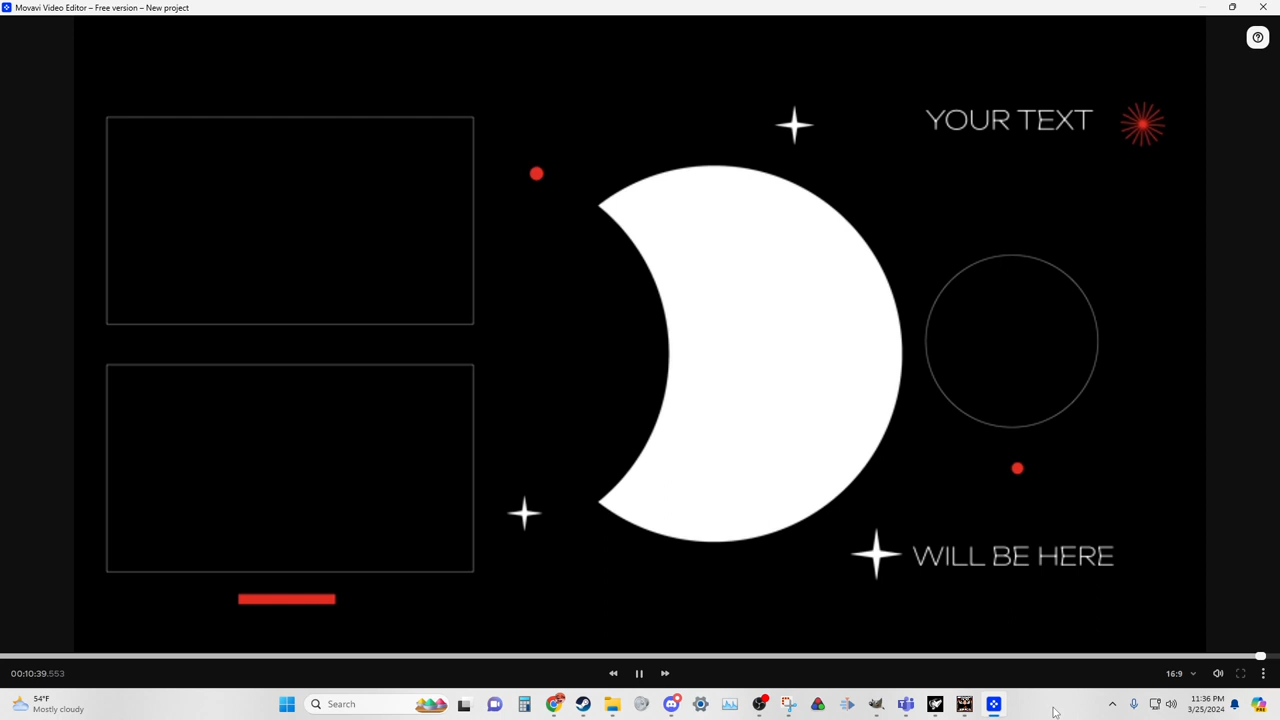 Movavi Video Editor – Free version – New project
YOUR TEXT
WILL BE HERE
00:10:39.553
16:9
54°F
Mostly cloudy
Search
11:36 PM
3/25/2024